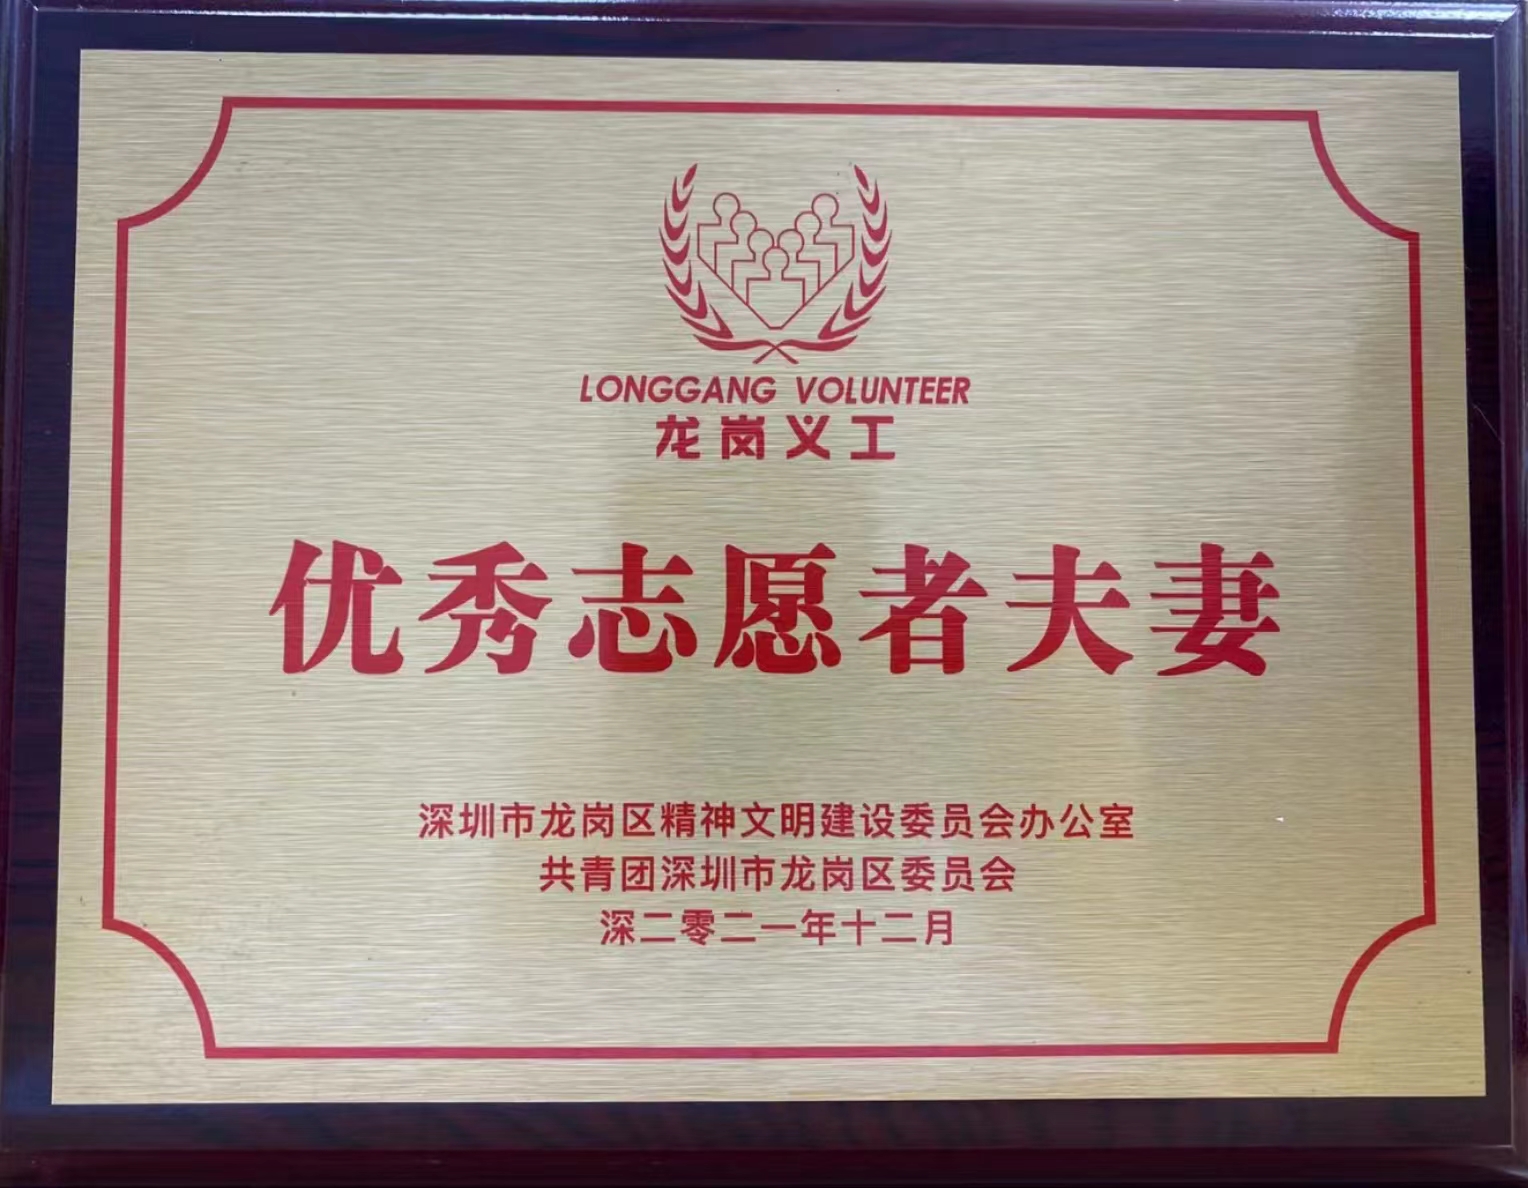 LONGGANG VOLUNTEER
龙岗义工
优秀志愿者夫妻
深圳市龙岗区精神文明建设委员会办公室
共青团深圳市龙岗区委员会
深二零二一年十二月